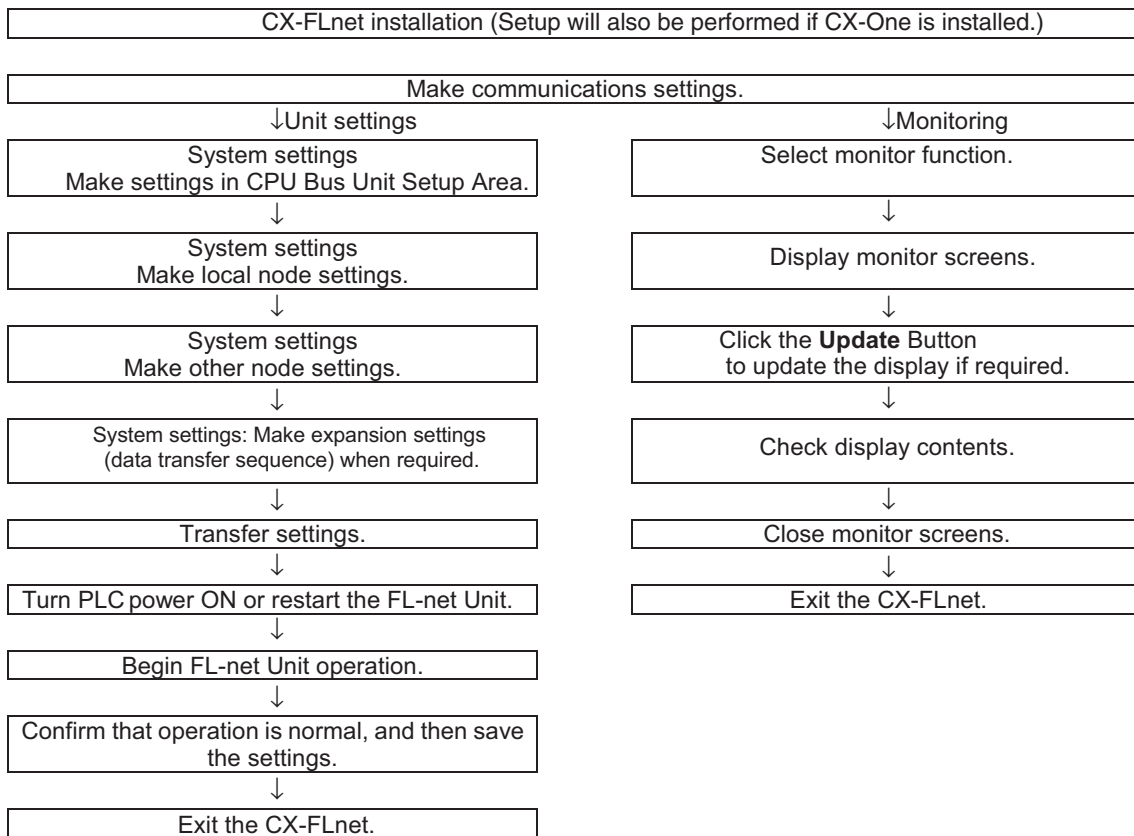 CX-FLnet installation (Setup will also be performed if CX-One is installed.)
Make communications settings.
↓Unit settings
System settings
Make settings in CPU Bus Unit Setup Area.
↓
System settings
Make local node settings.
↓
System settings
Make other node settings.
↓
System settings: Make expansion settings
(data transfer sequence) when required.
↓
Transfer settings.
↓
Turn PLC power ON or restart the FL-net Unit.
↓
Begin FL-net Unit operation.
↓
Confirm that operation is normal, and then save
the settings.
↓
Exit the CX-FLnet.
↓Monitoring
Select monitor function.
↓
Display monitor screens.
↓
Click the Update Button
to update the display if required.
↓
Check display contents.
↓
Close monitor screens.
↓
Exit the CX-FLnet.